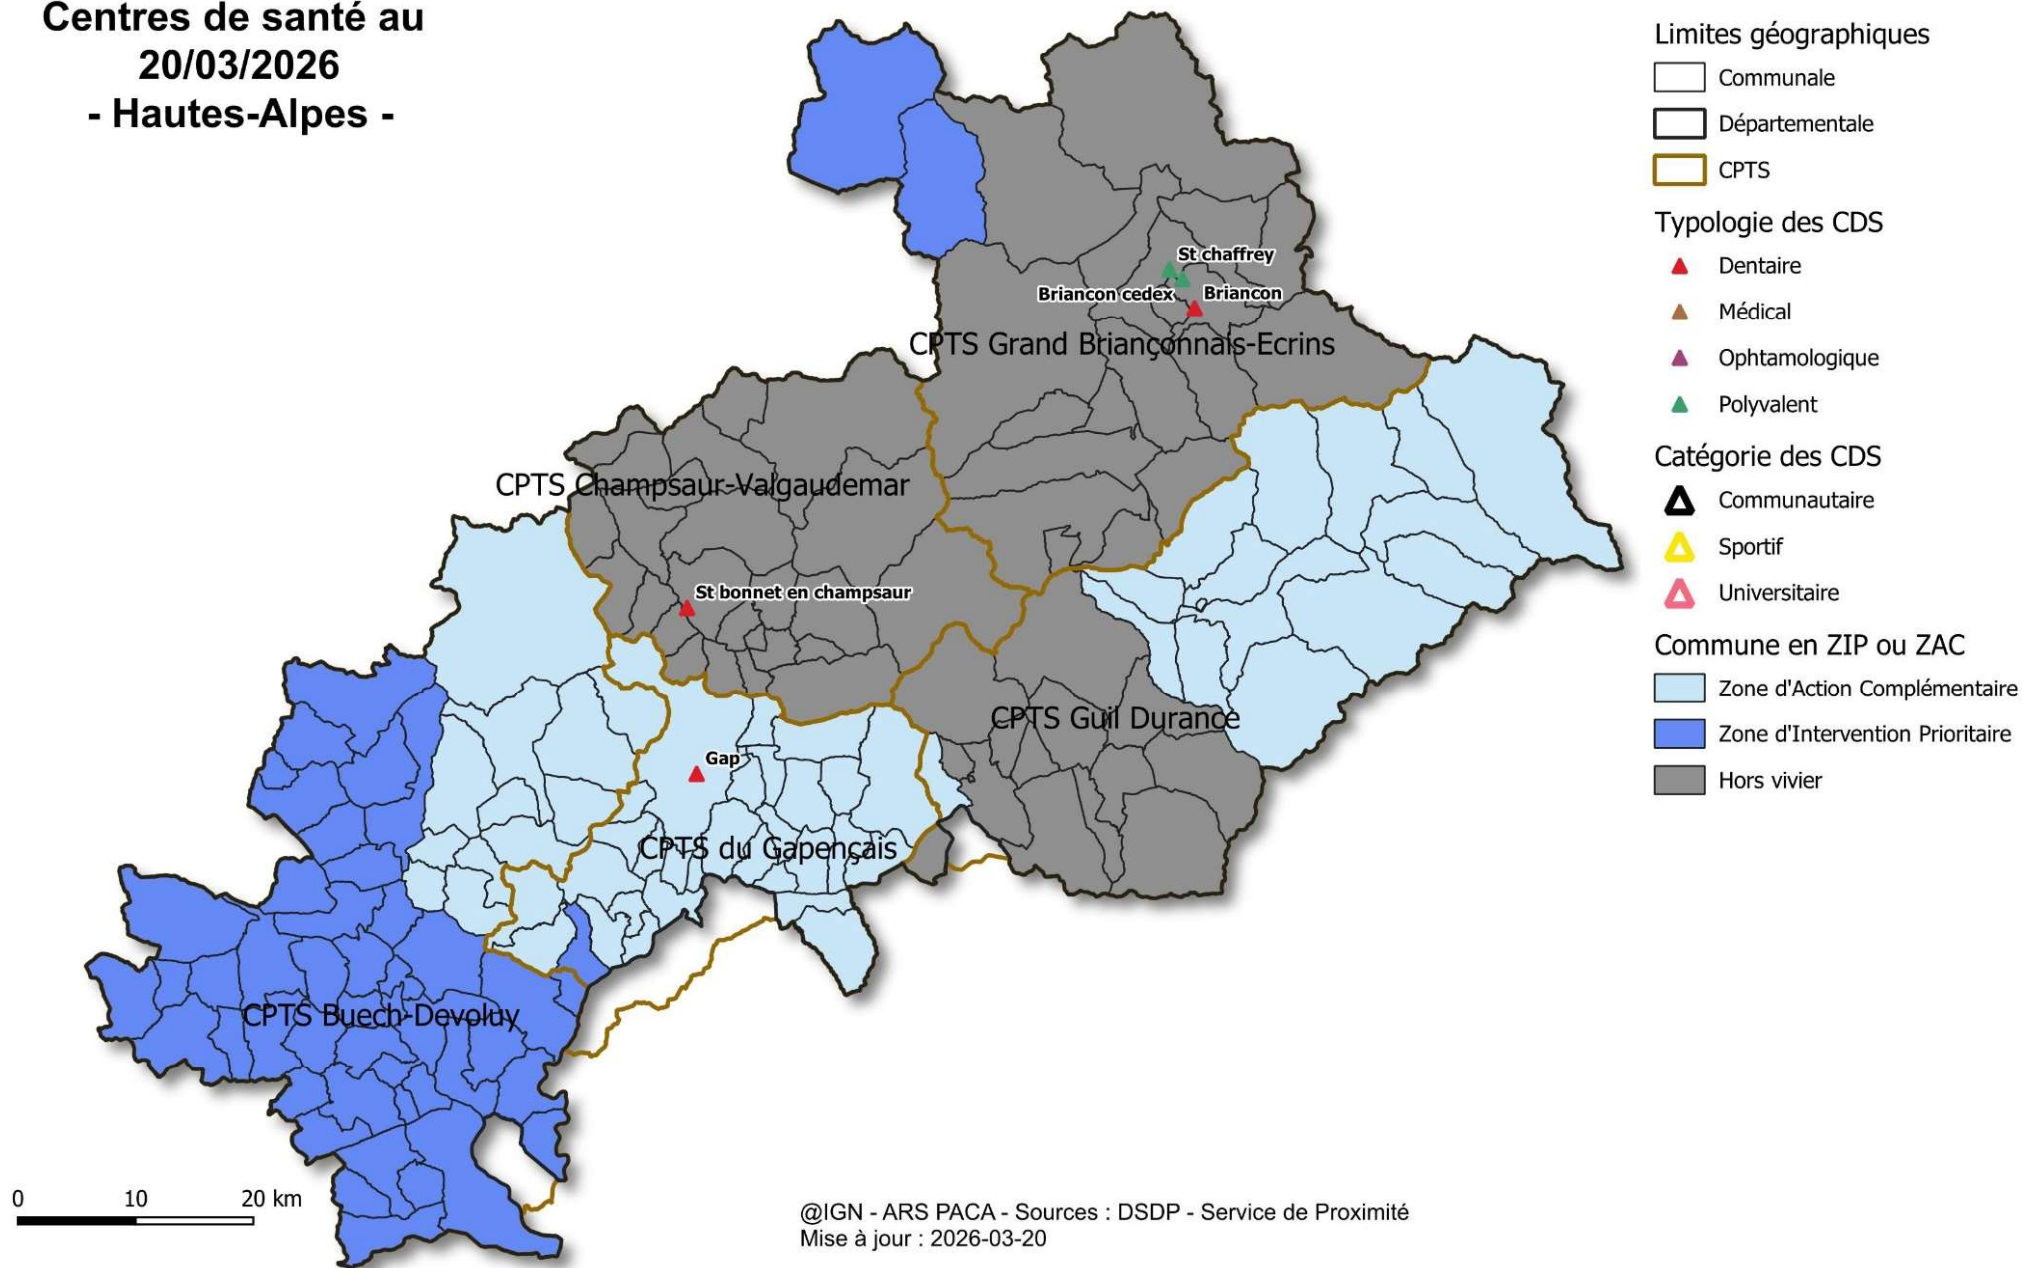 Centres de santé au
20/03/2026
- Hautes-Alpes -
Limites géographiques
Communale
Départementale
CPTS
Typologie des CDS
Dentaire
Médical
Ophtamologique
Polyvalent
Catégorie des CDS
Communautaire
Sportif
Universitaire
Commune en ZIP ou ZAC
Zone d'Action Complémentaire
Zone d'Intervention Prioritaire
Hors vivier
St chaffrey
Briancon cedex
Briancon
CPTS Grand Briançonnais-Ecrins
CPTS Champsaur-Valgaudemar
St bonnet en champsaur
CPTS Guil Durance
Gap
CPTS du Gapençais
CPTS Buech-Devoluy
0 10 20 km
@IGN - ARS PACA - Sources : DSDP - Service de Proximité
Mise à jour : 2026-03-20